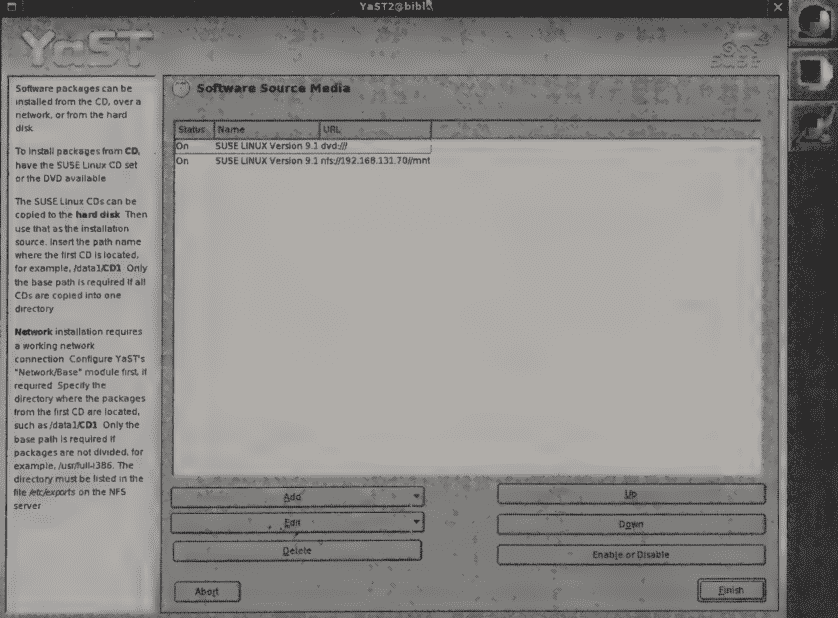 YaST2@bibl
YaST
SUSE
Software packages can be
installed from the CD, over a
network, or from the hard
disk
To install packages from CD,
have the SUSE Linux CD set
or the DVD available
The SUSE Linux CDs can be
copied to the hard disk Then
use that as the installation
source. Insert the path name
where the first CD is located,
for example, /data1/CD1 Only
the base path is required if all
CDs are copied into one
directory
Network installation requires
a working network
connection Configure YaST's
"Network/Base" module first, if
required Specify the
directory where the packages
from the first CD are located,
such as /data1/CD1 Only the
base path is required if
packages are not divided, for
example, /usr/full-i386. The
directory must be listed in the
file /etc/exports on the NFS
server
Software Source Media
Status Name URL
On SUSE LINUX Version 9.1 dvd:///
On SUSE LINUX Version 9.1 nfs://192.168.131.70//mnt
Add Up
Edit Down
Delete Enable or Disable
Abort Finish